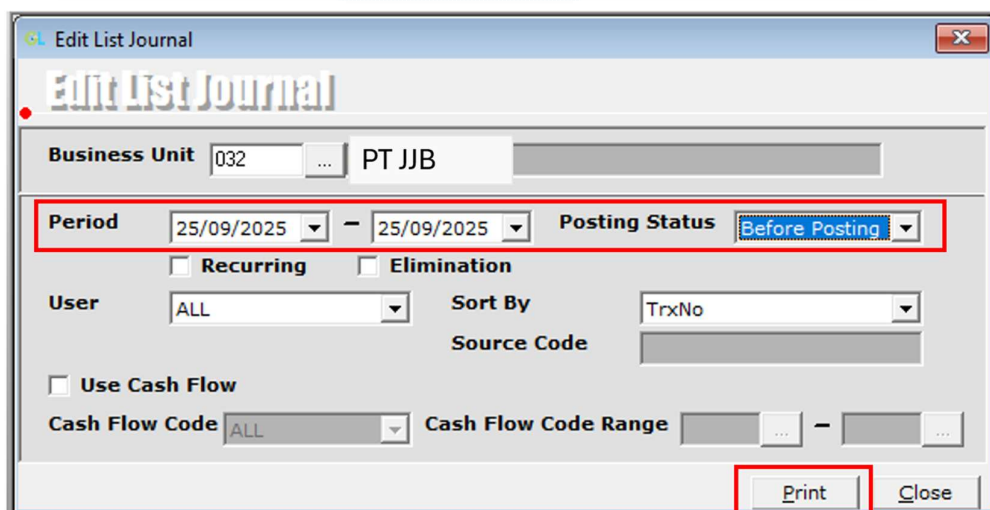 GL Edit List Journal
Edit List Journal
Business Unit 032 ... PT JJB
Period 25/09/2025 – 25/09/2025 Posting Status Before Posting
Recurring Elimination
User ALL Sort By TrxNo
Source Code
Use Cash Flow
Cash Flow Code ALL Cash Flow Code Range ... – ...
Print Close